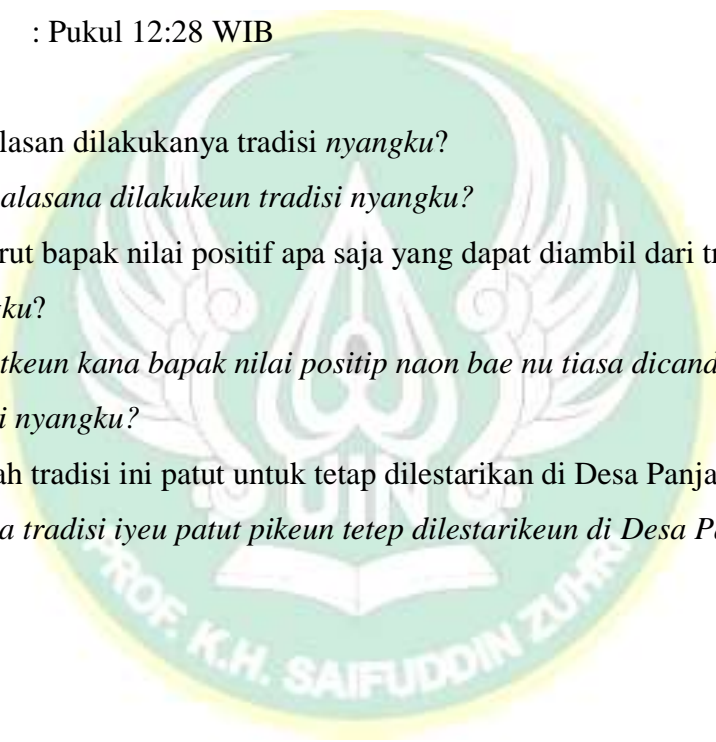 : Pukul 12:28 WIB
lasan dilakukanya tradisi nyangku?
alasana dilakukeun tradisi nyangku?
rut bapak nilai positif apa saja yang dapat diambil dari
ku?
tkeun kana bapak nilai positip naon bae nu tiasa dicand
i nyangku?
ah tradisi ini patut untuk tetap dilestarikan di Desa Panja
a tradisi iyeu patut pikeun tetep dilestarikeun di Desa
UIN
PROF. K.H. SAIFUDDIN ZUHRI